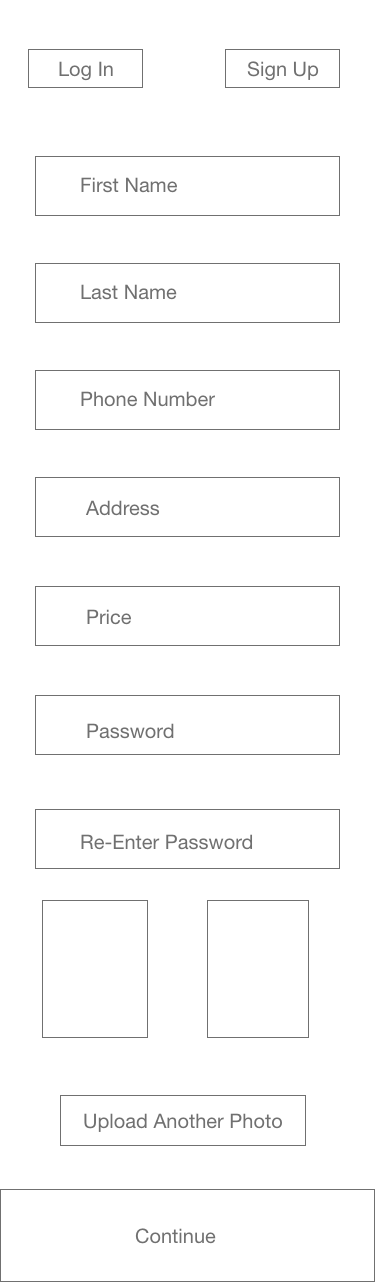 Log In
Sign Up
First Name
Last Name
Phone Number
Address
Price
Password
Re-Enter Password
Upload Another Photo
Continue